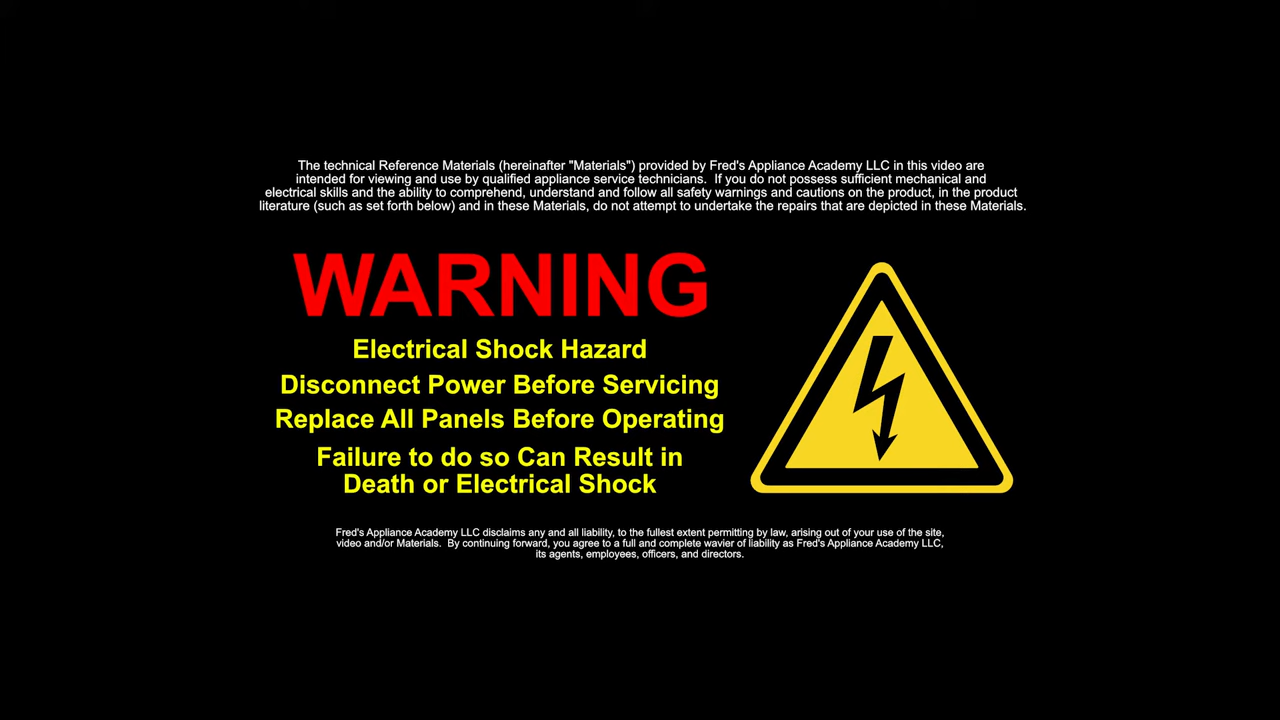 The technical Reference Materials (hereinafter "Materials") provided by Fred's Appliance Academy LLC in this video are
intended for viewing and use by qualified appliance service technicians.  If you do not possess sufficient mechanical and
electrical skills and the ability to comprehend, understand and follow all safety warnings and cautions on the product, in the product
literature (such as set forth below) and in these Materials, do not attempt to undertake the repairs that are depicted in these Materials.
WARNING
Electrical Shock Hazard
Disconnect Power Before Servicing
Replace All Panels Before Operating
Failure to do so Can Result in
Death or Electrical Shock
Fred's Appliance Academy LLC disclaims any and all liability, to the fullest extent permitting by law, arising out of your use of the site,
video and/or Materials.  By continuing forward, you agree to a full and complete wavier of liability as Fred's Appliance Academy LLC,
its agents, employees, officers, and directors.